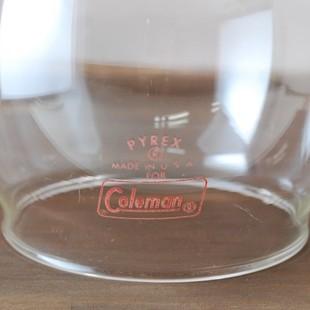 PYREX
®
MADE IN U.S.A.
FOR
Coleman®